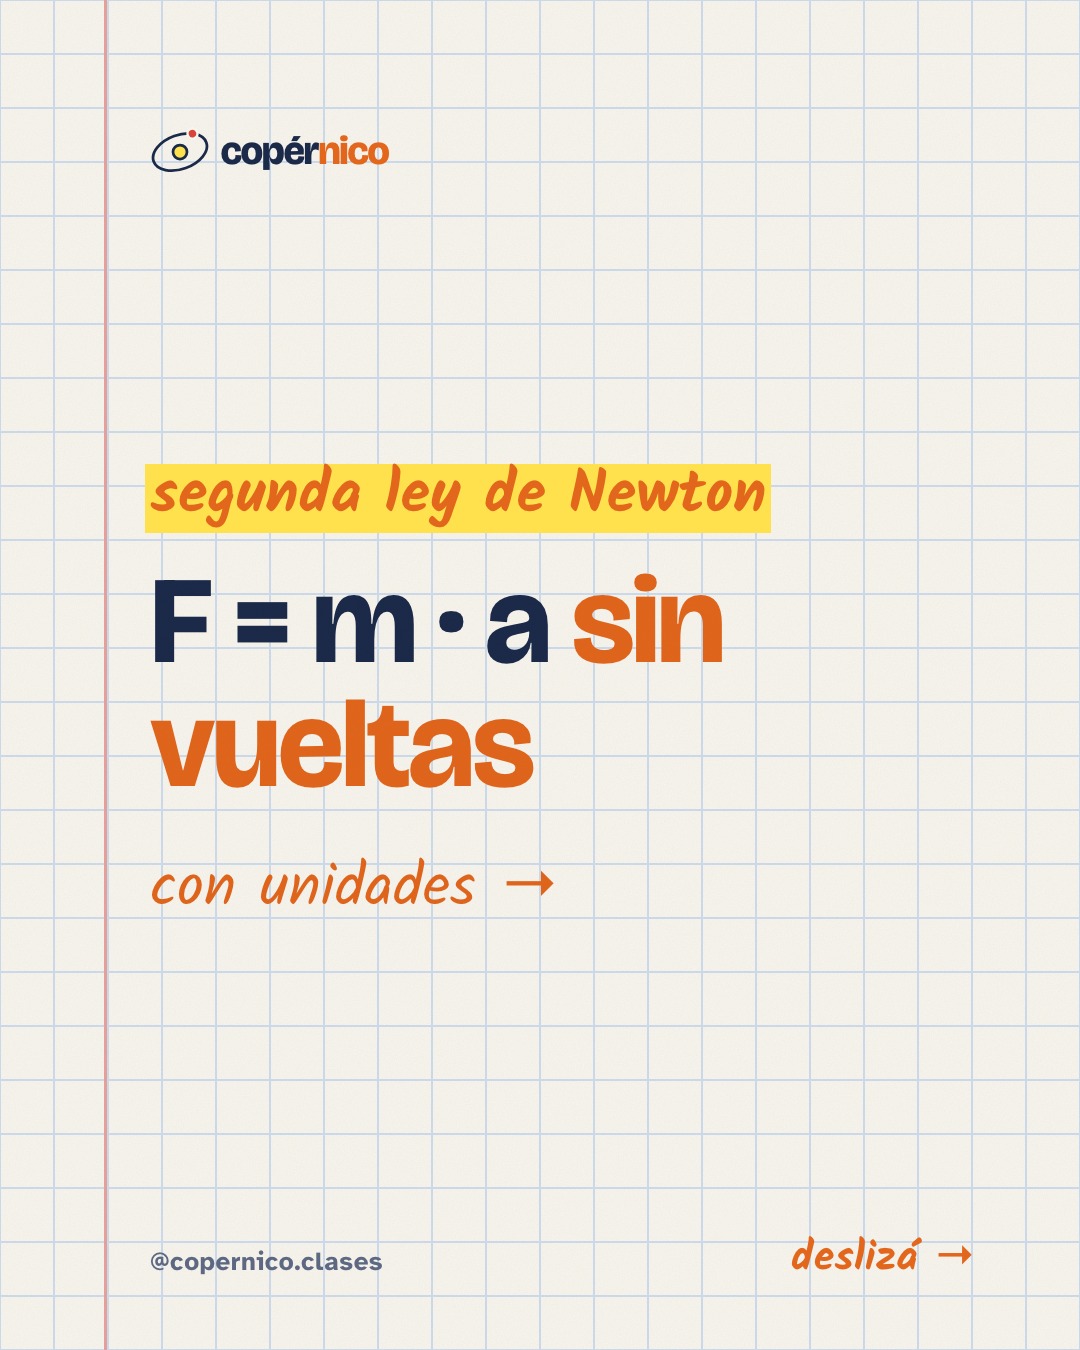 copérnico
segunda ley de Newton
F = m · a sin
vueltas
con unidades →
@copernico.clases
deslizá →